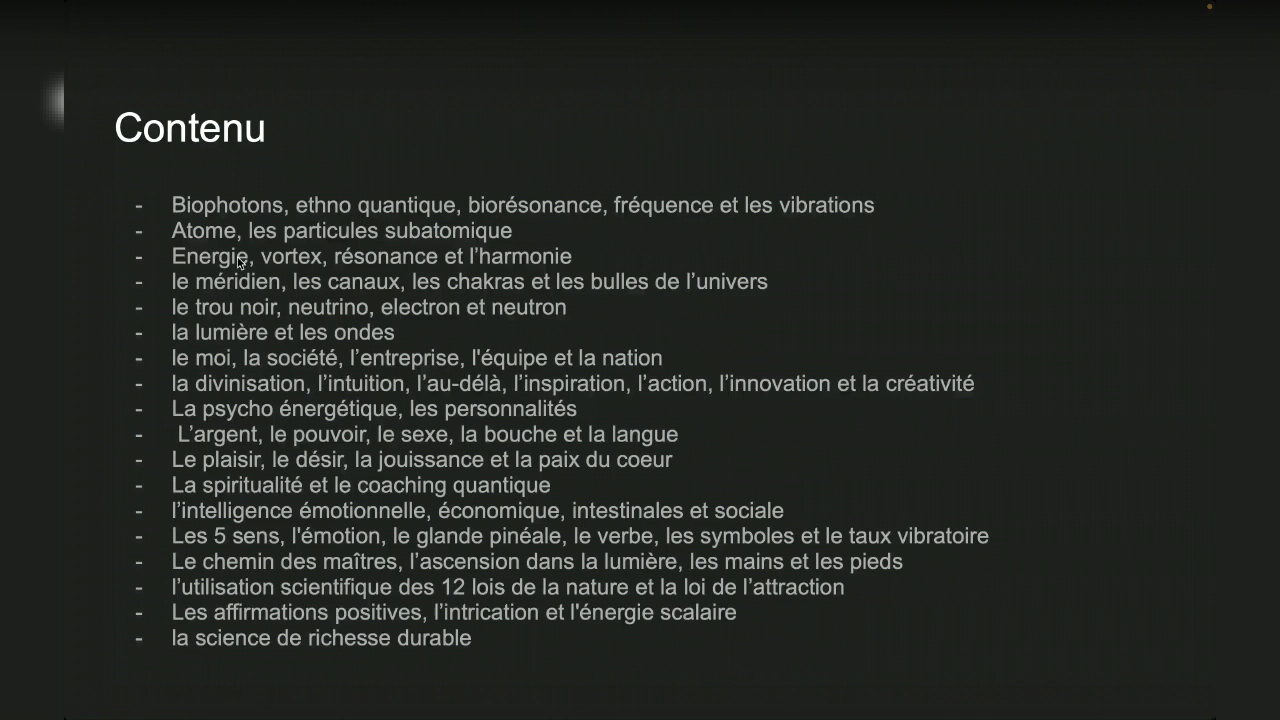 Contenu
- Biophotons, ethno quantique, biorésonance, fréquence et les vibrations
- Atome, les particules subatomique
- Energie, vortex, résonance et l’harmonie
- le méridien, les canaux, les chakras et les bulles de l’univers
- le trou noir, neutrino, electron et neutron
- la lumière et les ondes
- le moi, la société, l’entreprise, l'équipe et la nation
- la divinisation, l’intuition, l’au-délà, l’inspiration, l’action, l’innovation et la créativité
- La psycho énergétique, les personnalités
- L’argent, le pouvoir, le sexe, la bouche et la langue
- Le plaisir, le désir, la jouissance et la paix du coeur
- La spiritualité et le coaching quantique
- l’intelligence émotionnelle, économique, intestinales et sociale
- Les 5 sens, l'émotion, le glande pinéale, le verbe, les symboles et le taux vibratoire
- Le chemin des maîtres, l’ascension dans la lumière, les mains et les pieds
- l’utilisation scientifique des 12 lois de la nature et la loi de l’attraction
- Les affirmations positives, l’intrication et l'énergie scalaire
- la science de richesse durable